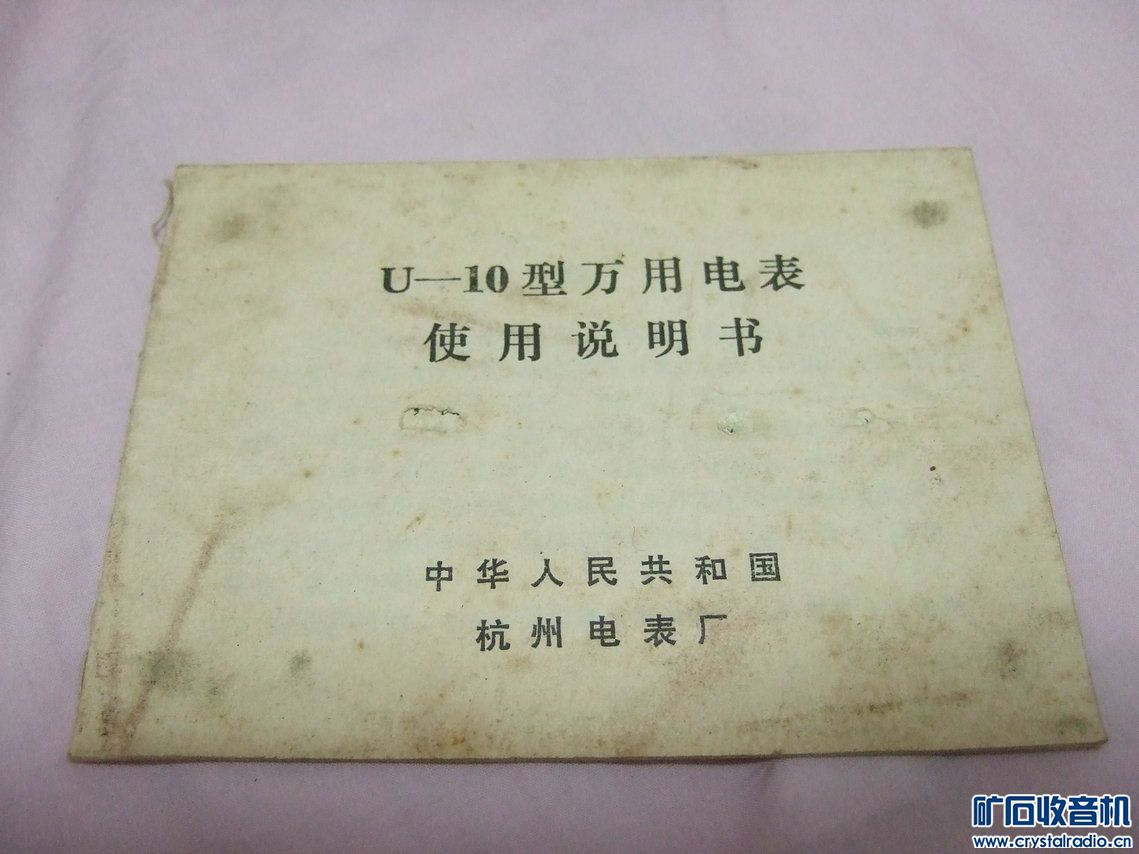 U—10型万用电表
使用说明书
中华人民共和国
杭州电表厂
矿石收音机
www.crystalradio.cn